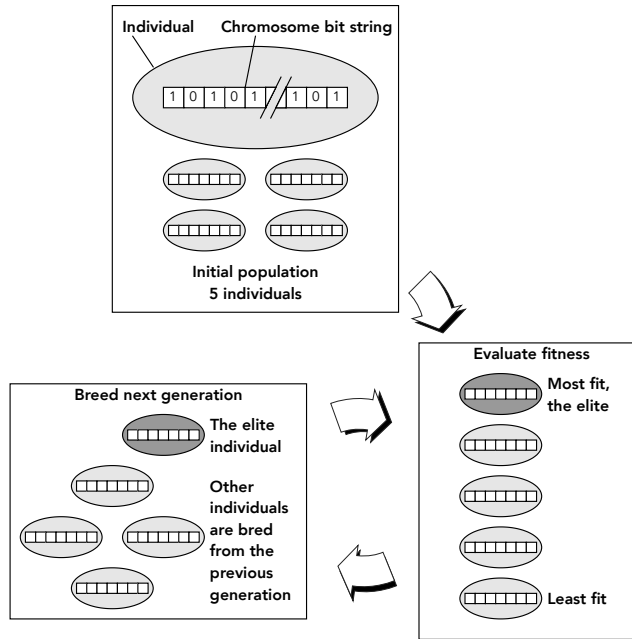 Individual
Chromosome bit string
1 0 1 0 1 1 0 1
Initial population
5 individuals
Evaluate fitness
Most fit,
the elite
Least fit
Breed next generation
The elite
individual
Other
individuals
are bred
from the
previous
generation